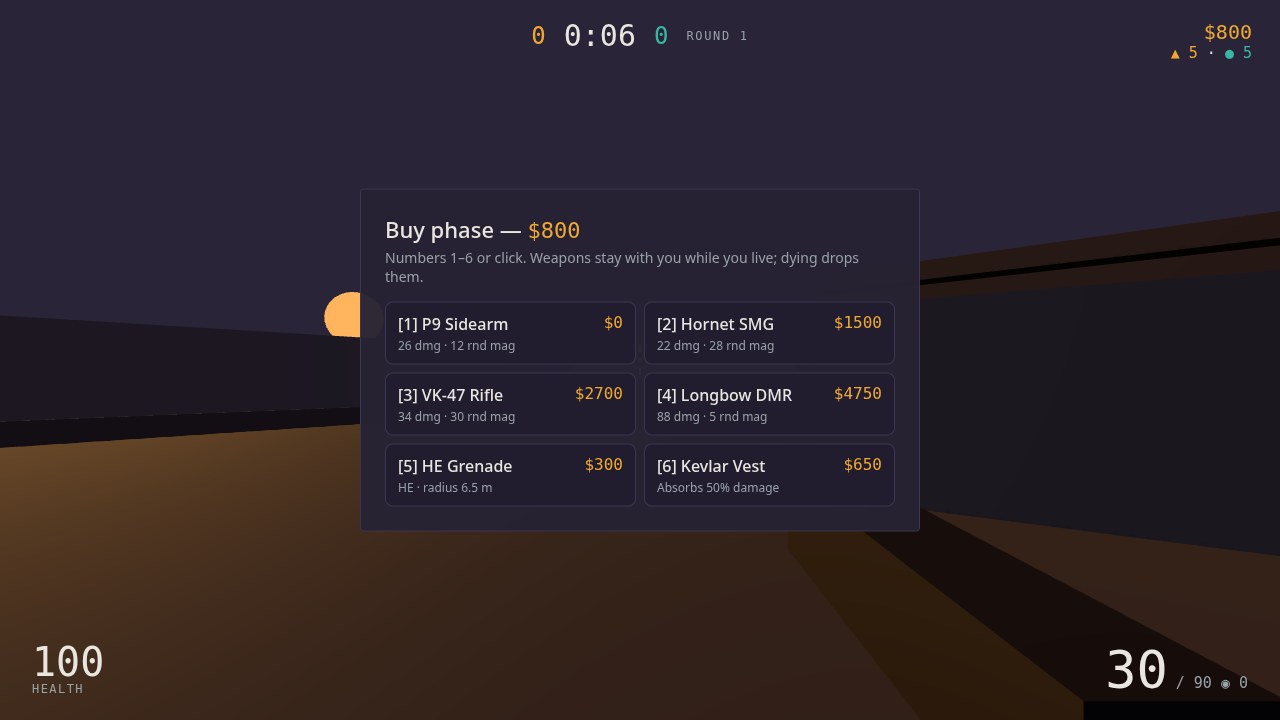 0 0:06 0 ROUND 1
$800
▲ 5 · ● 5
Buy phase — $800
Numbers 1–6 or click. Weapons stay with you while you live; dying drops
them.
[1] P9 Sidearm $0
26 dmg · 12 rnd mag
[2] Hornet SMG $1500
22 dmg · 28 rnd mag
[3] VK-47 Rifle $2700
34 dmg · 30 rnd mag
[4] Longbow DMR $4750
88 dmg · 5 rnd mag
[5] HE Grenade $300
HE · radius 6.5 m
[6] Kevlar Vest $650
Absorbs 50% damage
100
HEALTH
30 / 90 ◉ 0